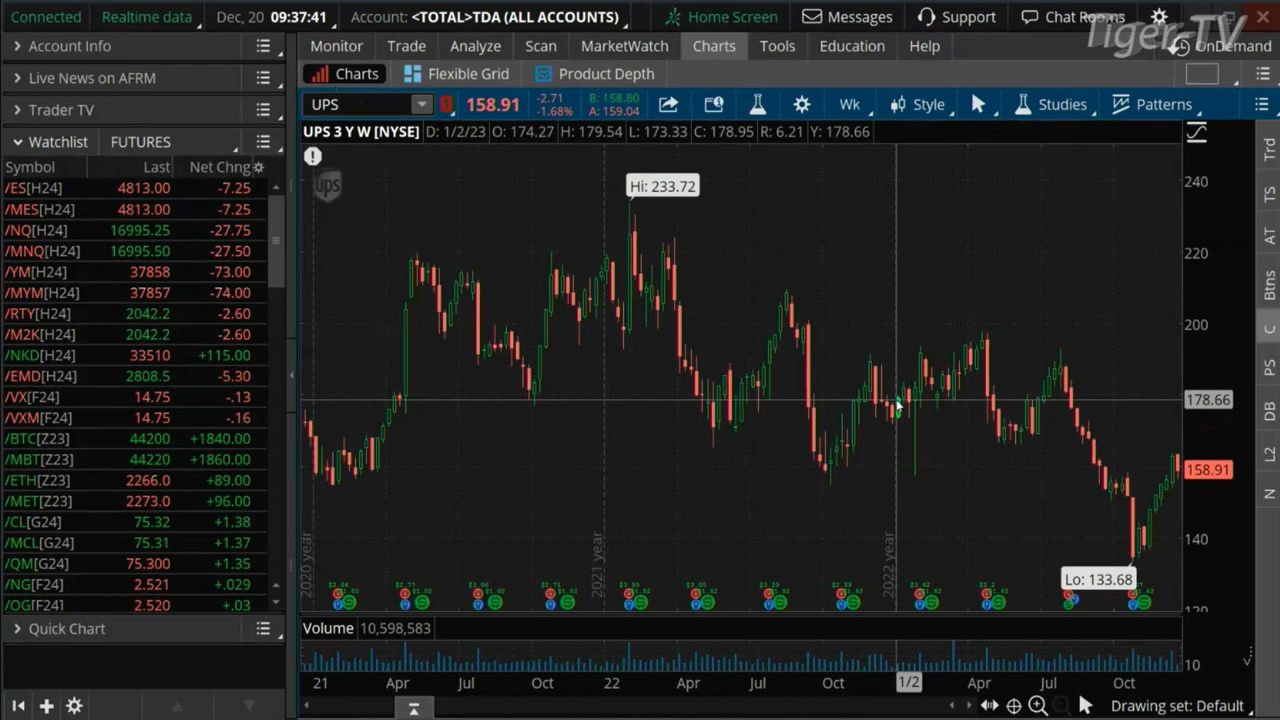 Connected Realtime data Dec, 20 09:37:41 Account: <TOTAL>TDA (ALL ACCOUNTS) Home Screen Messages Support Chat Rooms
Tiger-TV
OnDemand
Account Info
Live News on AFRM
Trader TV
Watchlist FUTURES
Symbol Last Net Chng
/ES[H24] 4813.00 -7.25
/MES[H24] 4813.00 -7.25
/NQ[H24] 16995.25 -27.75
/MNQ[H24] 16995.50 -27.50
/YM[H24] 37858 -73.00
/MYM[H24] 37857 -74.00
/RTY[H24] 2042.2 -2.60
/M2K[H24] 2042.2 -2.60
/NKD[H24] 33510 +115.00
/EMD[H24] 2808.5 -5.30
/VX[F24] 14.75 -.13
/VXM[F24] 14.75 -.16
/BTC[Z23] 44200 +1840.00
/MBT[Z23] 44220 +1860.00
/ETH[Z23] 2266.0 +89.00
/MET[Z23] 2273.0 +96.00
/CL[G24] 75.32 +1.38
/MCL[G24] 75.31 +1.37
/QM[G24] 75.300 +1.35
/NG[F24] 2.521 +.029
/OG[F24] 2.520 +.03
Quick Chart
Monitor Trade Analyze Scan MarketWatch Charts Tools Education Help
Charts Flexible Grid Product Depth
UPS 158.91 -2.71 B: 158.80
-1.68% A: 159.04
Wk Style Studies Patterns
UPS 3 Y W [NYSE] D: 1/2/23 O: 174.27 H: 179.54 L: 173.33 C: 178.95 R: 6.21 Y: 178.66
ups
Hi: 233.72
240
220
200
178.66
158.91
140
120
2020 year
2021 year
2022 year
Lo: 133.68
Volume 10,598,583
10
21 Apr Jul Oct 22 Apr Jul Oct 1/2 Apr Jul Oct
Drawing set: Default
Trd
TS
AT
Btns
C
PS
DB
L2
N